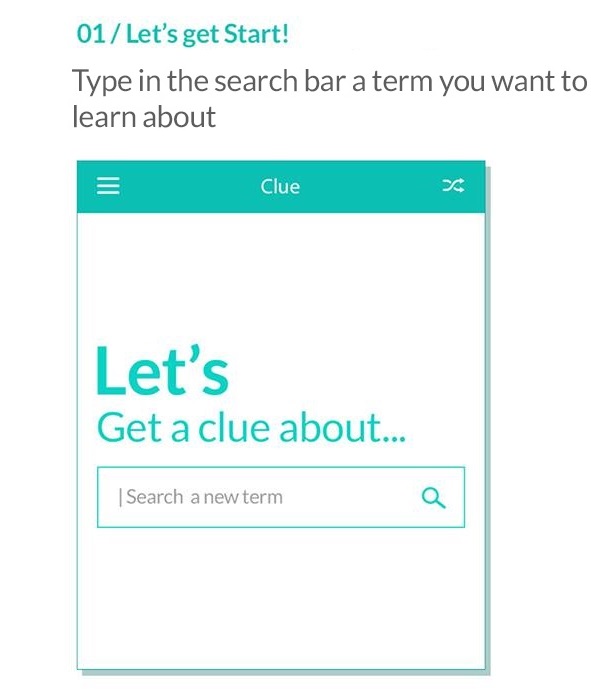 01 / Let’s get Start!
Type in the search bar a term you want to
learn about
Clue
Let’s
Get a clue about...
Search a new term